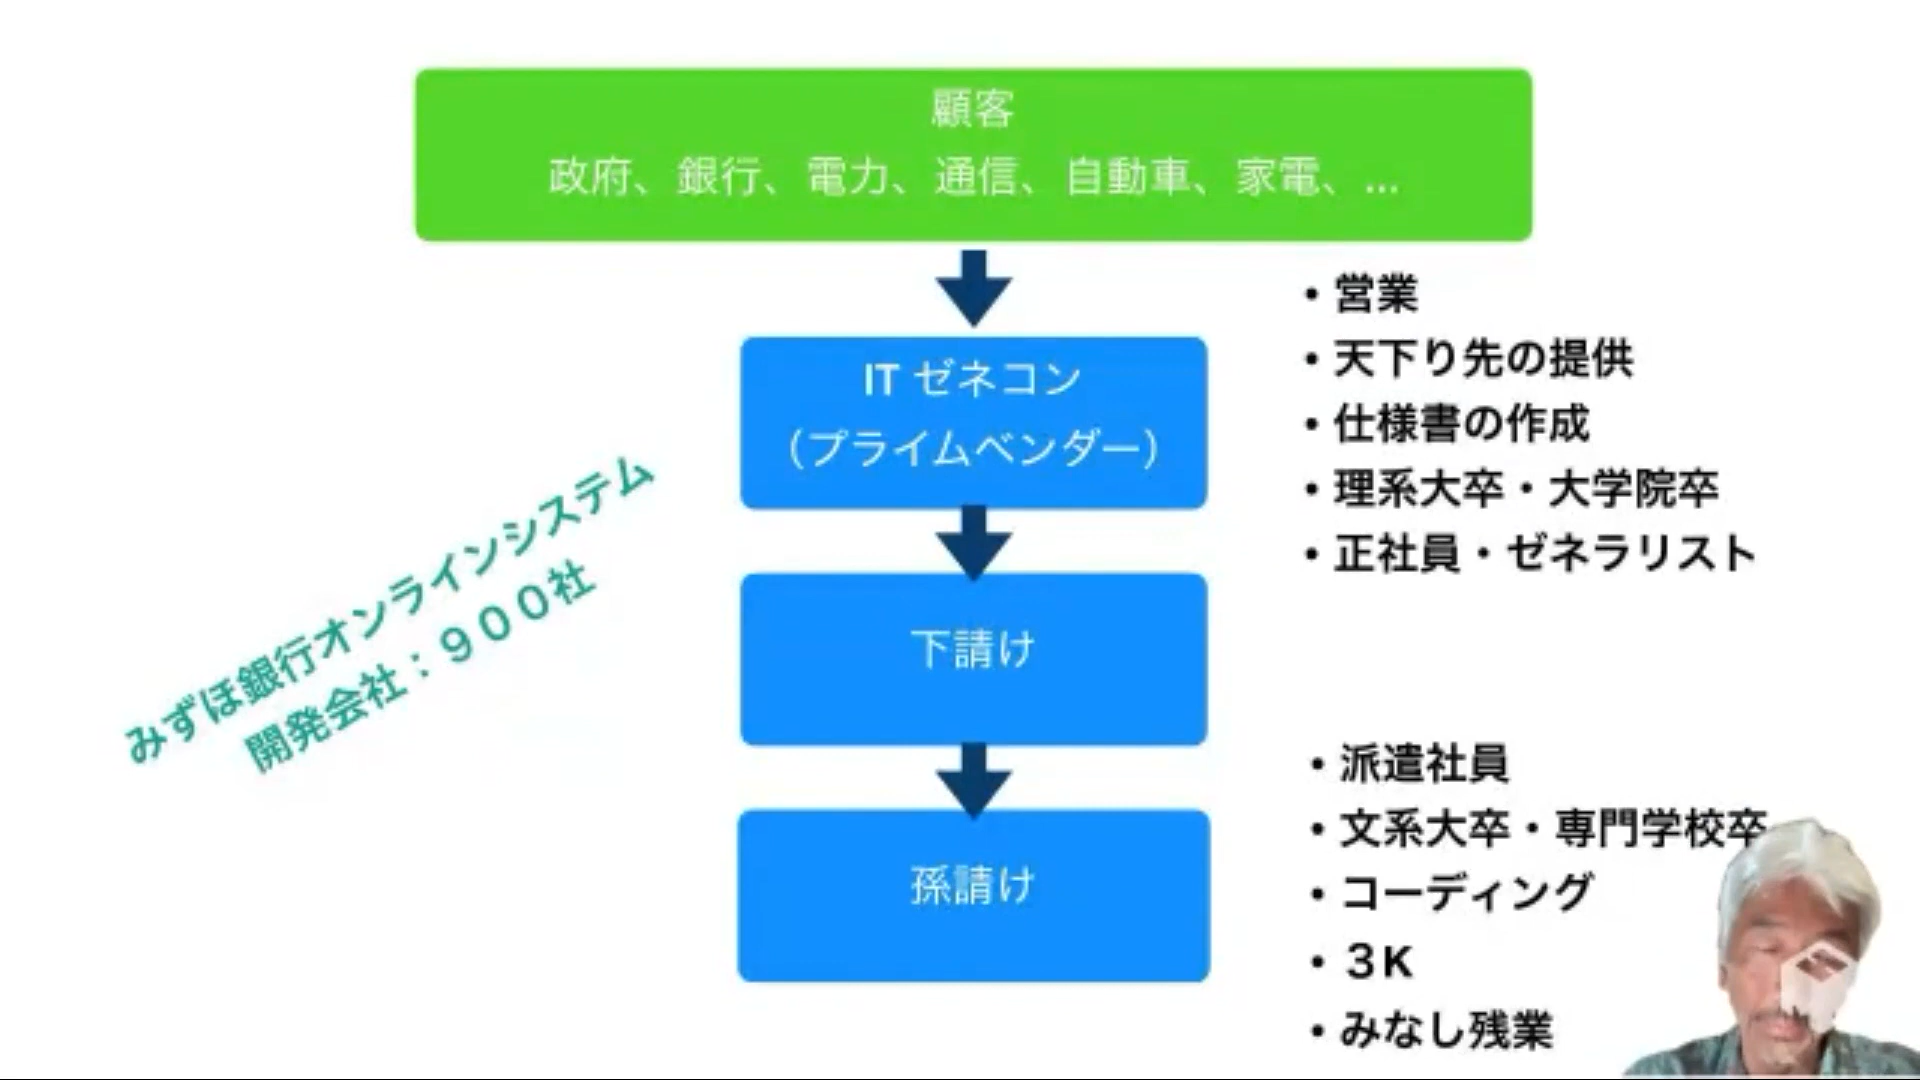 顧客
政府、銀行、電力、通信、自動車、家電、...
IT ゼネコン
（プライムベンダー）
・営業
・天下り先の提供
・仕様書の作成
・理系大卒・大学院卒
・正社員・ゼネラリスト
みずほ銀行オンラインシステム
開発会社：９００社
下請け
孫請け
・派遣社員
・文系大卒・専門学校卒
・コーディング
・３K
・みなし残業